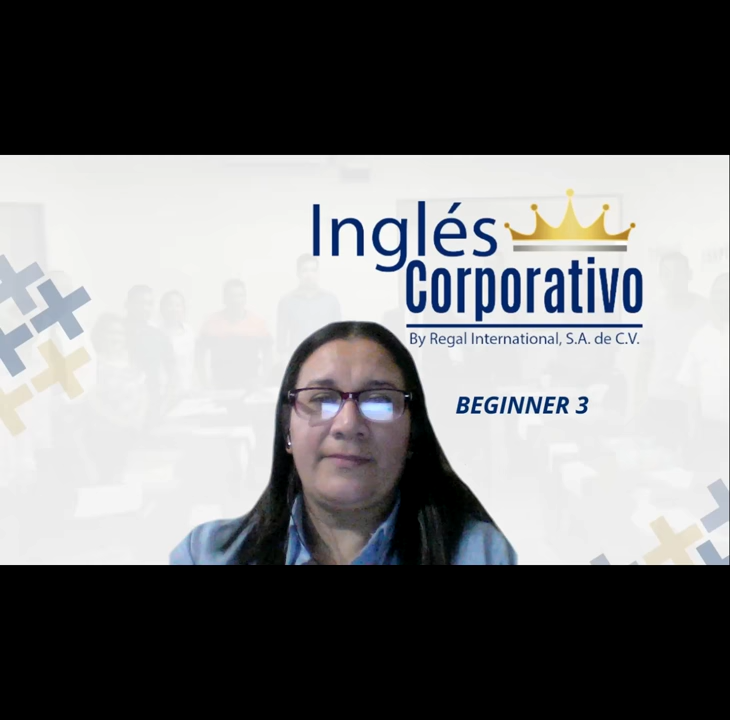 Inglés
Corporativo
By Regal International, S.A. de C.V.
BEGINNER 3